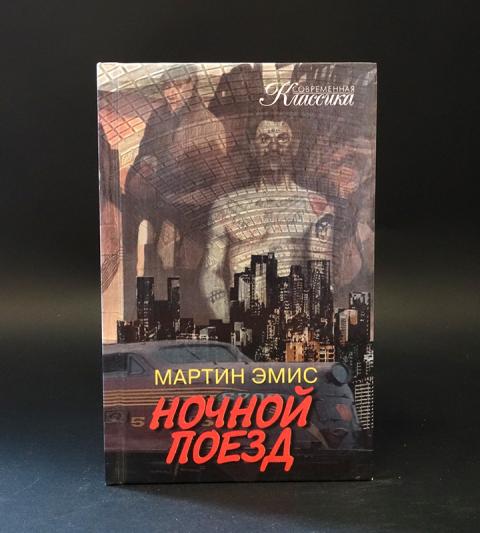 СОВРЕМЕННАЯ
Классика
МАРТИН ЭМИС
НОЧНОЙ
ПОЕЗД